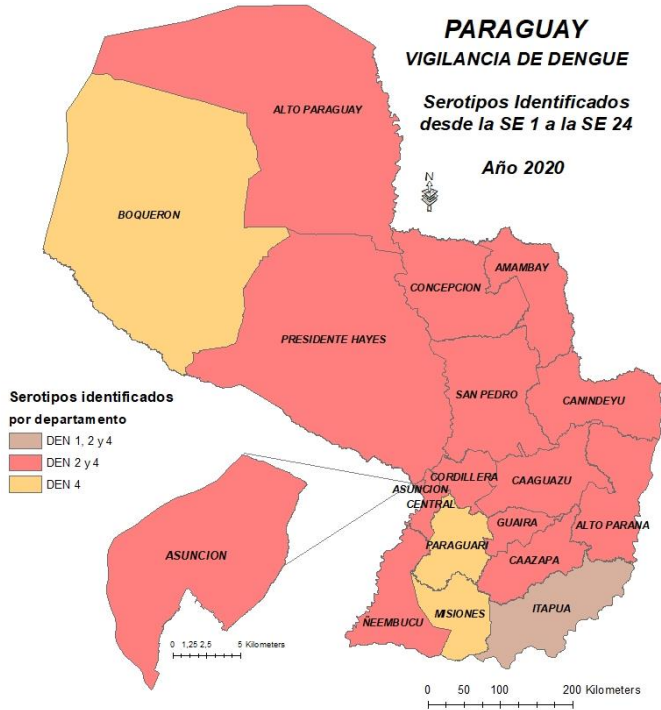 PARAGUAY
VIGILANCIA DE DENGUE
Serotipos Identificados
desde la SE 1 a la SE 24
Año 2020
N
ALTO PARAGUAY
BOQUERON
CONCEPCION
AMAMBAY
PRESIDENTE HAYES
SAN PEDRO
CANINDEYU
Serotipos identificados
por departamento
DEN 1, 2 y 4
DEN 2 y 4
DEN 4
CORDILLERA
ASUNCION
CENTRAL
CAAGUAZU
GUAIRA
ALTO PARANA
PARAGUARI
CAAZAPA
ASUNCION
MISIONES
ITAPUA
ÑEEMBUCU
0 1,25 2,5 5 Kilometers
0 50 100 200 Kilometers